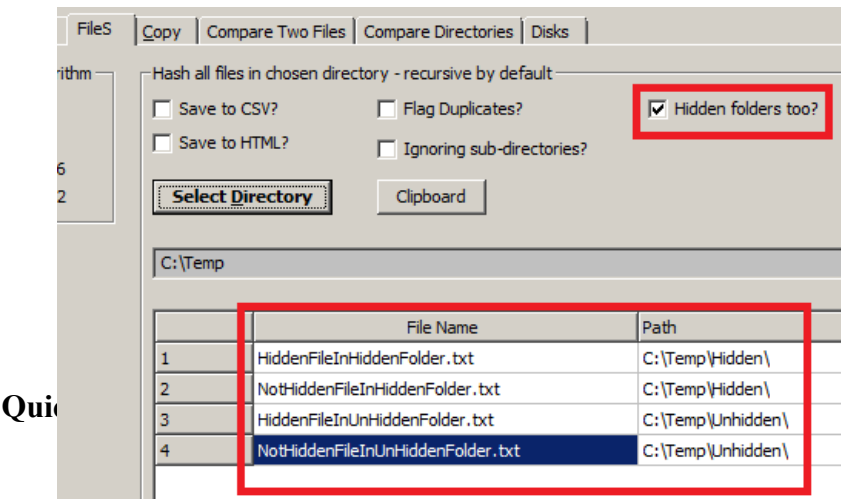 FileS Copy Compare Two Files Compare Directories Disks
rithm Hash all files in chosen directory - recursive by default
Save to CSV? Flag Duplicates? Hidden folders too?
Save to HTML? Ignoring sub-directories?
6
2 Select Directory Clipboard
C:\Temp
File Name Path
1 HiddenFileInHiddenFolder.txt C:\Temp\Hidden\
2 NotHiddenFileInHiddenFolder.txt C:\Temp\Hidden\
Qui
3 HiddenFileInUnHiddenFolder.txt C:\Temp\Unhidden\
4 NotHiddenFileInUnHiddenFolder.txt C:\Temp\Unhidden\